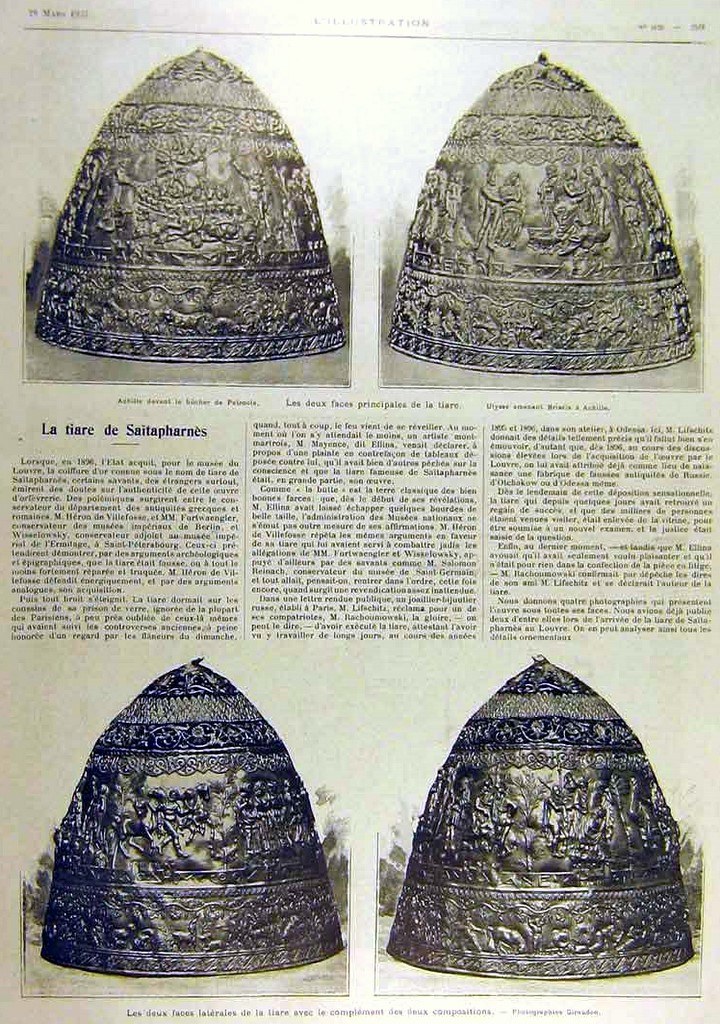 28 Mars 1903
L'ILLUSTRATION
Nº
Achille devant le bûcher de Patrocle.
Les deux faces principales de la tiare.
Ulysse amenant Briséis à Achille.
La tiare de Saïtapharnès
Lorsque, en 1896, l'Etat acquit, pour le musée du
Louvre, la coiffure d'or connue sous le nom de tiare de
Saïtapharnès, certains savants, des étrangers surtout,
émirent des doutes sur l'authenticité de cette œuvre
d'orfèvrerie. Des polémiques surgirent entre le con-
servateur du département des antiquités grecques et
romaines, M. Héron de Villefosse, et MM. Furtwaengler,
conservateur des musées impériaux de Berlin, et
Wisselowsky, conservateur adjoint au musée impé-
rial de l'Ermitage, à Saint-Pétersbourg. Ceux-ci pré-
tendirent démontrer, par des arguments archéologiques
et épigraphiques, que la tiare était fausse, ou à tout le
moins fortement réparée et truquée. M. Héron de Vil-
lefosse défendit énergiquement, et par des arguments
analogues, son acquisition.
Puis tout bruit s'éteignit. La tiare dormait sur les
coussins de sa prison de verre, ignorée de la plupart
des Parisiens, à peu près oubliée de ceux-là mêmes
qui avaient suivi les controverses anciennes, à peine
honorée d'un regard par les flâneurs du dimanche,
quand, tout à coup, le feu vient de se réveiller. Au mo-
ment où l'on s'y attendait le moins, un artiste mont-
martrois, M. Mayence, dit Ellina, venait déclarer, à
propos d'une plainte en contrefaçon de tableaux dé-
posée contre lui, qu'il avait bien d'autres péchés sur la
conscience et que la tiare fameuse de Saïtapharnès
était, en grande partie, son œuvre.
Comme « la butte » est la terre classique des bien
bonnes farces; que, dès le début de ses révélations,
M. Ellina avait laissé échapper quelques bourdes de
belle taille, l'administration des Musées nationaux ne
s'émut pas outre mesure de ses affirmations. M. Héron
de Villefosse répéta les mêmes arguments en faveur
de sa tiare qui lui avaient servi à combattre jadis les
allégations de MM. Furtwaengler et Wisselowsky, ap-
puyé d'ailleurs par des savants comme M. Salomon
Reinach, conservateur du musée de Saint-Germain,
et tout allait, pensait-on, rentrer dans l'ordre, cette fois
encore, quand surgit une revendication assez inattendue.
Dans une lettre rendue publique, un joaillier-bijoutier
russe, établi à Paris, M. Lifschitz, réclama pour un de
ses compatriotes, M. Rachoumowski, la gloire, — on
peut le dire, — d'avoir exécuté la tiare, attestant l'avoir
vu y travailler de longs jours, au cours des années
1895 et 1896, dans son atelier, à Odessa. Ici, M. Lifschitz
donnait des détails tellement précis qu'il fallut bien s'en
émouvoir, d'autant que, dès 1896, au cours des discus-
sions élevées lors de l'acquisition de l'œuvre par le
Louvre, on lui avait attribué déjà comme lieu de nais-
sance une fabrique de fausses antiquités de Russie,
d'Otchakow ou d'Odessa même.
Dès le lendemain de cette déposition sensationnelle,
la tiare qui depuis quelques jours avait retrouvé un
regain de succès, et que des milliers de personnes
étaient venues visiter, était enlevée de la vitrine, pour
être soumise à un nouvel examen, et la justice était
saisie de la question.
Enfin, au dernier moment, — et tandis que M. Ellina
avouait qu'il avait seulement voulu plaisanter et qu'il
n'était pour rien dans la confection de la pièce en litige,
— M. Rachoumowski confirmait par dépêche les dires
de son ami M. Lifschitz et se déclarait l'auteur de la
tiare.
Nous donnons quatre photographies qui présentent
l'œuvre sous toutes ses faces. Nous avions déjà publié
deux d'entre elles lors de l'arrivée de la tiare de Saïta-
pharnès au Louvre. On en peut analyser ainsi tous les
détails ornementaux
Les deux faces latérales de la tiare avec le complément des deux compositions. — Photographies Giraudon.